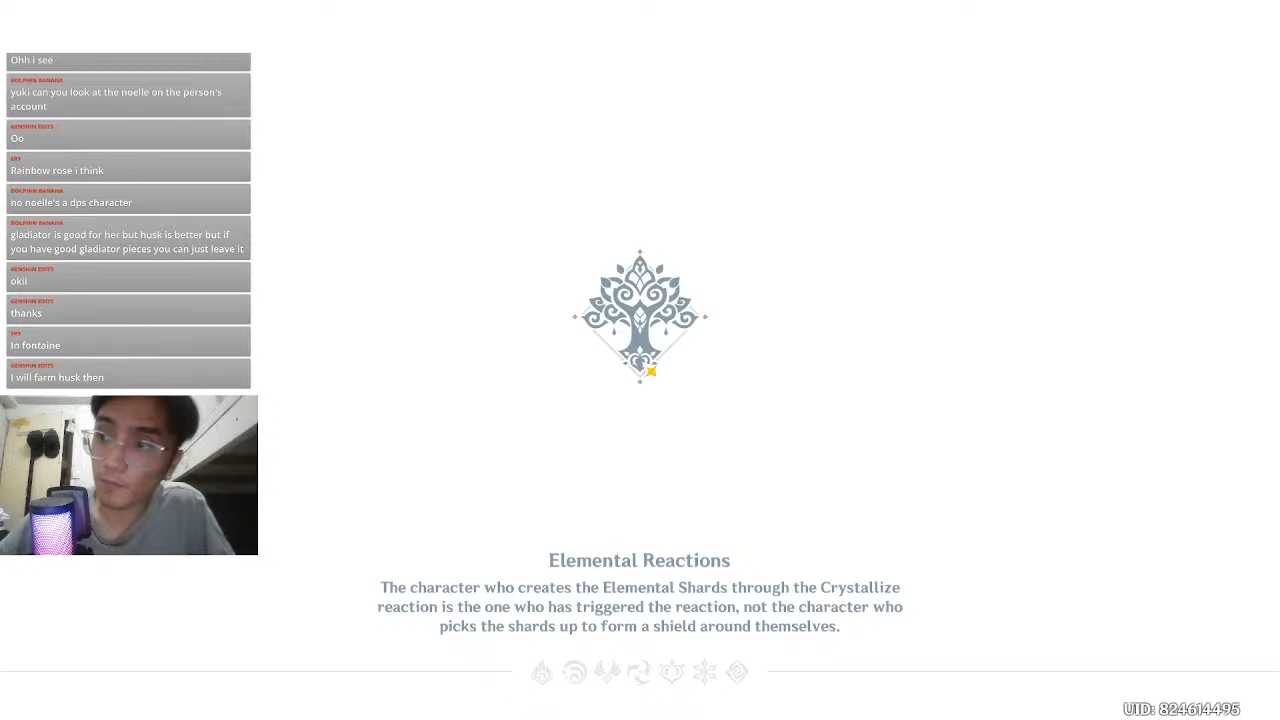 Ohh i see
DOLPHIN BANANA
yuki can you look at the noelle on the person's
account
GENSHIN EDITS
Oo
Rainbow rose i think
DOLPHIN BANANA
no noelle's a dps character
DOLPHIN BANANA
gladiator is good for her but husk is better but if
you have good gladiator pieces you can just leave it
GENSHIN EDITS
okii
GENSHIN EDITS
thanks
In fontaine
GENSHIN EDITS
I will farm husk then
Elemental Reactions
The character who creates the Elemental Shards through the Crystallize
reaction is the one who has triggered the reaction, not the character who
picks the shards up to form a shield around themselves.
UID: 824614495